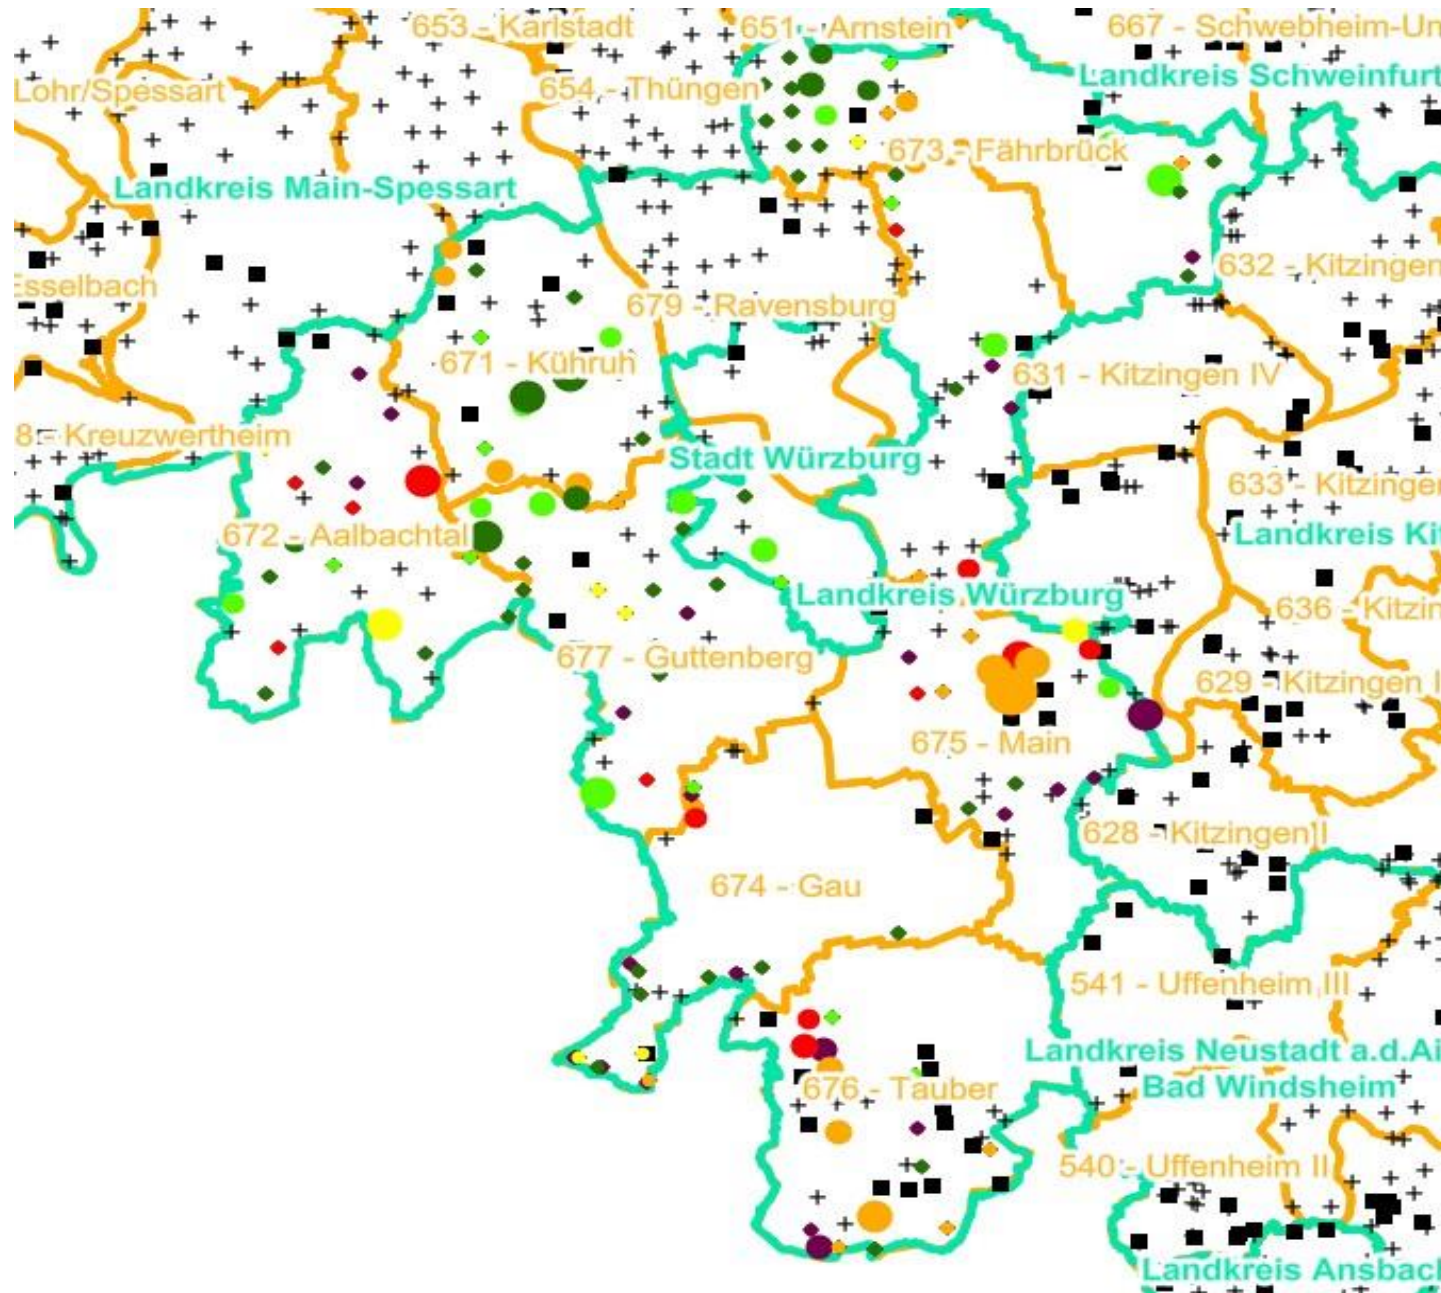 653 - Karlstadt
651 - Arnstein
667 - Schwebheim-Un
Landkreis Schweinfurt
Lohr/Spessart
654 - Thüngen
673 - Fährbrück
Landkreis Main-Spessart
632 - Kitzingen
Esselbach
679 - Ravensburg
671 - Kühruh
631 - Kitzingen IV
8 - Kreuzwertheim
Stadt Würzburg
633 - Kitzingen
672 - Aalbachtal
Landkreis Kit
Landkreis Würzburg
636 - Kitzin
677 - Guttenberg
629 - Kitzingen I
675 - Main
628 - Kitzingen I
674 - Gau
541 - Uffenheim III
Landkreis Neustadt a.d.Ai
Bad Windsheim
676 - Tauber
540 - Uffenheim II
Landkreis Ansbach